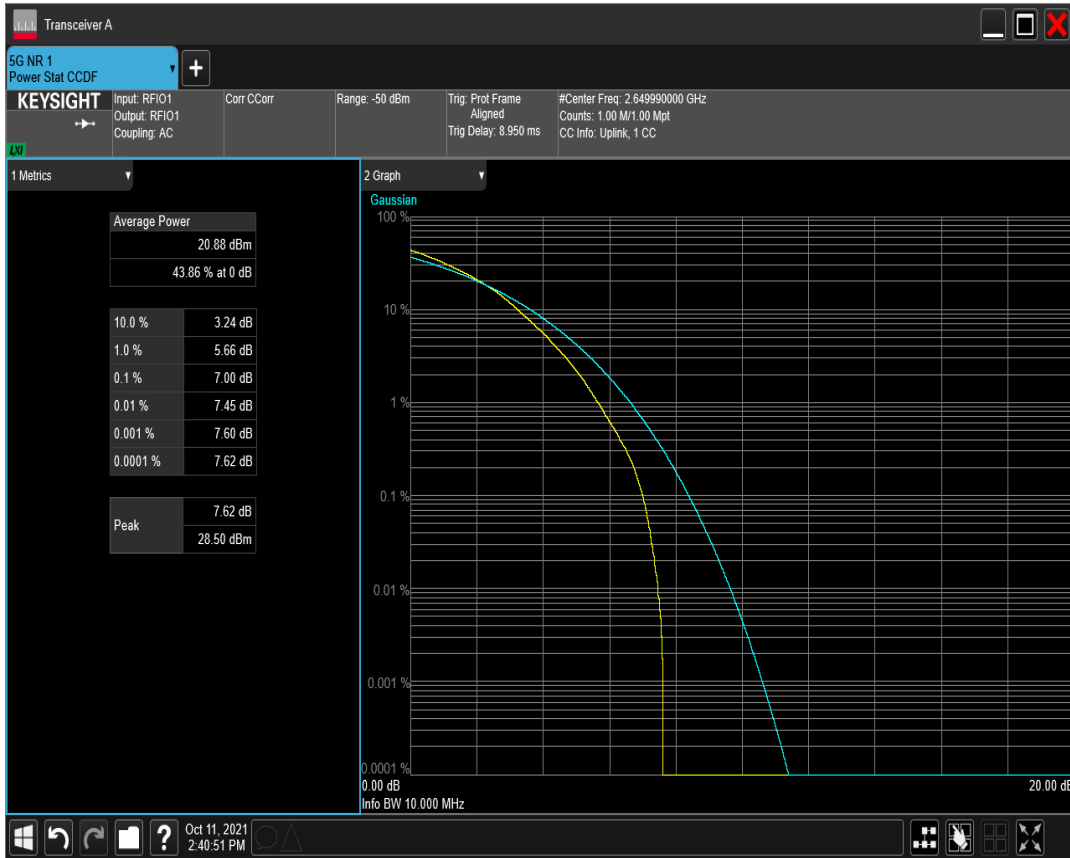 Transceiver A
5G NR 1
Power Stat CCDF
+
KEYSIGHT
LXI
Input: RFIO1
Output: RFIO1
Coupling: AC
Corr CCorr
Range: -50 dBm
Trig: Prot Frame
Aligned
Trig Delay: 8.950 ms
#Center Freq: 2.649990000 GHz
Counts: 1.00 M/1.00 Mpt
CC Info: Uplink, 1 CC
1 Metrics
Average Power
20.88 dBm
43.86 % at 0 dB
10.0 % 3.24 dB
1.0 % 5.66 dB
0.1 % 7.00 dB
0.01 % 7.45 dB
0.001 % 7.60 dB
0.0001 % 7.62 dB
Peak
7.62 dB
28.50 dBm
2 Graph
Gaussian
100 %
10 %
1 %
0.1 %
0.01 %
0.001 %
0.0001 %
0.00 dB 20.00 dB
Info BW 10.000 MHz
?
Oct 11, 2021
2:40:51 PM